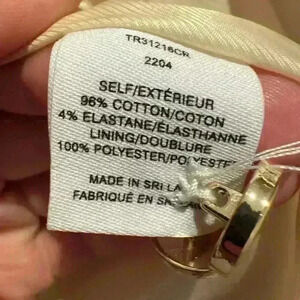 TR31216CR
2204
SELF/EXTÉRIEUR
96% COTTON/COTON
4% ELASTANE/ÉLASTHANNE
LINING/DOUBLURE
100% POLYESTER/POLYESTER
MADE IN SRI LA
FABRIQUÉ EN S